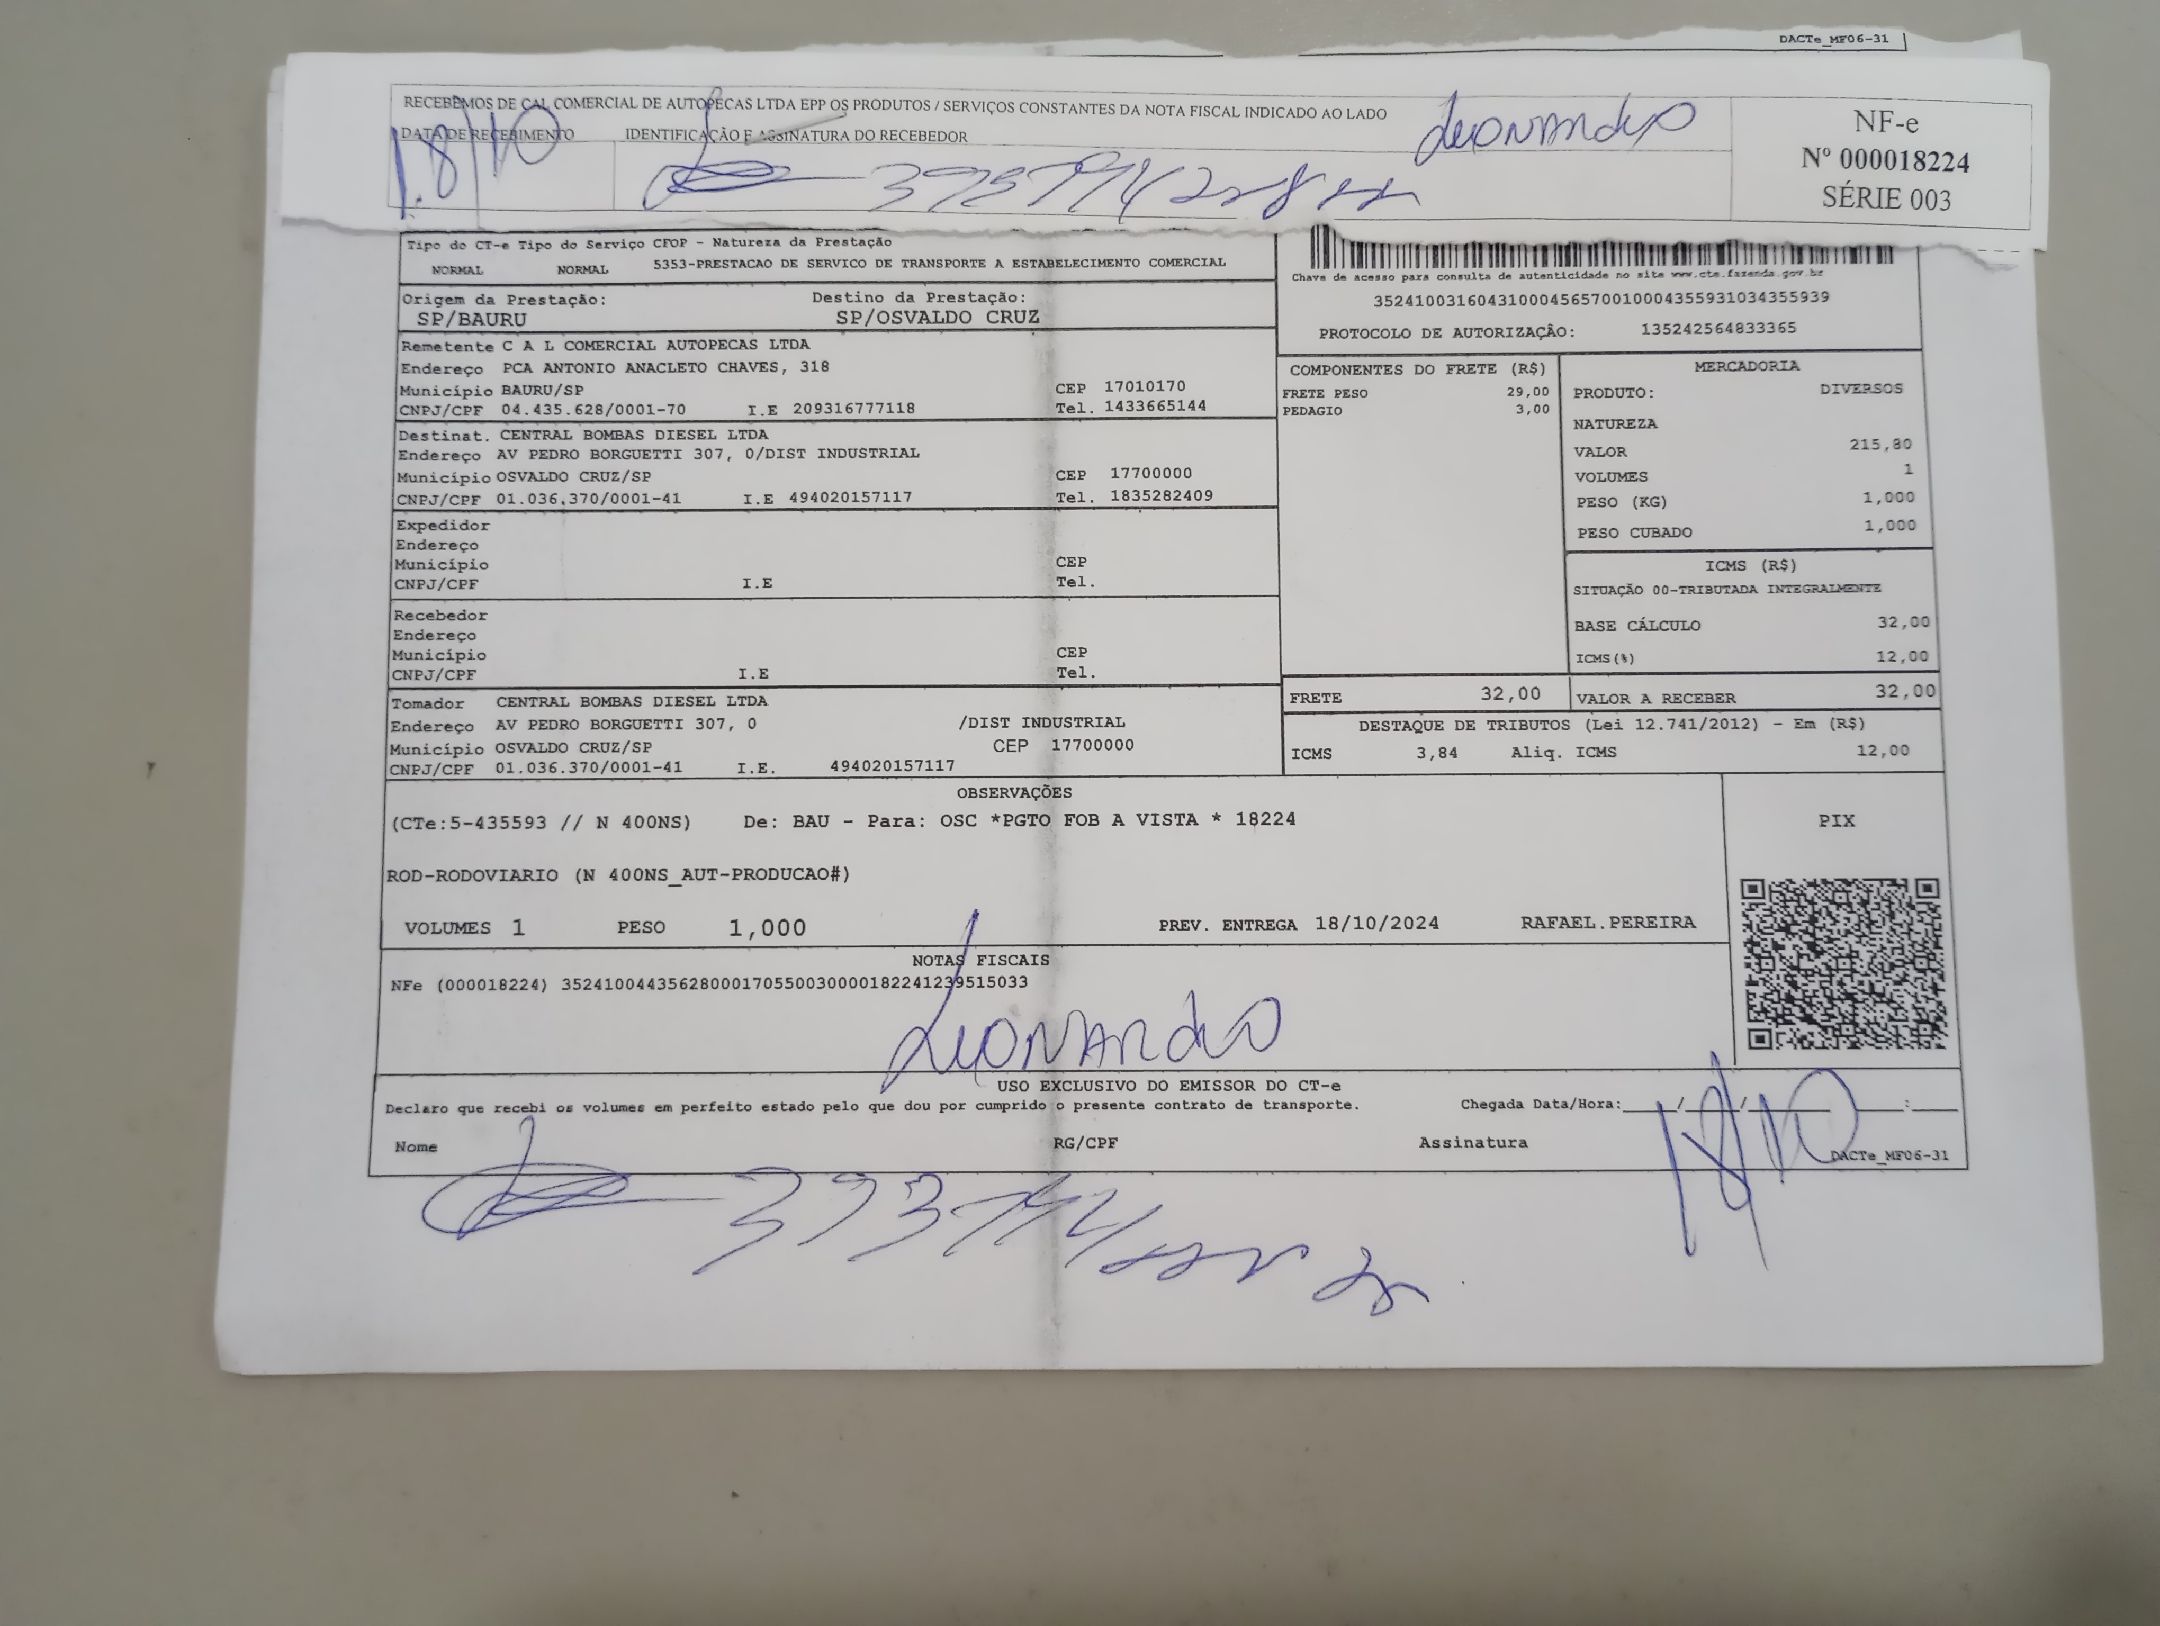 DACTe_MF06-31
RECEBEMOS DE CAL COMERCIAL DE AUTOPECAS LTDA EPP OS PRODUTOS / SERVIÇOS CONSTANTES DA NOTA FISCAL INDICADO AO LADO
Leonardo
NF-e
DATA DE RECEBIMENTO IDENTIFICAÇÃO E ASSINATURA DO RECEBEDOR
18/10
Nº 000018224
SÉRIE 003
Tipo do CT-e Tipo do Serviço CFOP - Natureza da Prestação
NORMAL NORMAL 5353-PRESTACAO DE SERVICO DE TRANSPORTE A ESTABELECIMENTO COMERCIAL
Chave de acesso para consulta de autenticidade no site www.cte.fazenda.gov.br
35241003160431000456570010004355931034355939
PROTOCOLO DE AUTORIZAÇÃO: 135242564833365
Origem da Prestação: Destino da Prestação:
SP/BAURU SP/OSVALDO CRUZ
Remetente C A L COMERCIAL AUTOPECAS LTDA
Endereço PCA ANTONIO ANACLETO CHAVES, 318
Município BAURU/SP CEP 17010170
CNPJ/CPF 04.435.628/0001-70 I.E 209316777118 Tel. 1433665144
Destinat. CENTRAL BOMBAS DIESEL LTDA
Endereço AV PEDRO BORGUETTI 307, 0/DIST INDUSTRIAL
Município OSVALDO CRUZ/SP CEP 17700000
CNPJ/CPF 01.036.370/0001-41 I.E 494020157117 Tel. 1835282409
Expedidor
Endereço
Município CEP
CNPJ/CPF I.E Tel.
Recebedor
Endereço
Município CEP
CNPJ/CPF I.E Tel.
Tomador CENTRAL BOMBAS DIESEL LTDA
Endereço AV PEDRO BORGUETTI 307, 0 /DIST INDUSTRIAL
Município OSVALDO CRUZ/SP CEP 17700000
CNPJ/CPF 01.036.370/0001-41 I.E. 494020157117
COMPONENTES DO FRETE (R$)
FRETE PESO 29,00
PEDAGIO 3,00
MERCADORIA
PRODUTO: DIVERSOS
NATUREZA
VALOR 215,80
VOLUMES 1
PESO (KG) 1,000
PESO CUBADO 1,000
ICMS (R$)
SITUAÇÃO 00-TRIBUTADA INTEGRALMENTE
BASE CÁLCULO 32,00
ICMS(%) 12,00
FRETE 32,00 VALOR A RECEBER 32,00
DESTAQUE DE TRIBUTOS (Lei 12.741/2012) - Em (R$)
ICMS 3,84 Aliq. ICMS 12,00
OBSERVAÇÕES
(CTe:5-435593 // N 400NS) De: BAU - Para: OSC *PGTO FOB A VISTA * 18224
PIX
ROD-RODOVIARIO (N 400NS_AUT-PRODUCAO#)
VOLUMES 1 PESO 1,000 PREV. ENTREGA 18/10/2024 RAFAEL.PEREIRA
NOTAS FISCAIS
NFe (000018224) 35241004435628000170550030000182241239515033
Leonardo
USO EXCLUSIVO DO EMISSOR DO CT-e
Declaro que recebi os volumes em perfeito estado pelo que dou por cumprido o presente contrato de transporte. Chegada Data/Hora:____/____/____ ____:____
18/10
Nome RG/CPF Assinatura
DACTe_MF06-31